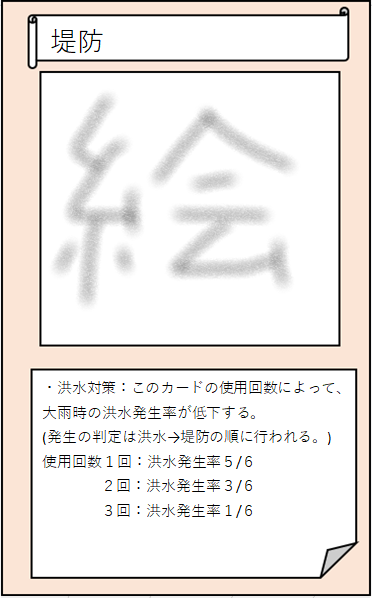 堤防
絵
・洪水対策：このカードの使用回数によって、
大雨時の洪水発生率が低下する。
(発生の判定は洪水→堤防の順に行われる。)
使用回数１回：洪水発生率５/６
２回：洪水発生率３/６
３回：洪水発生率１/６